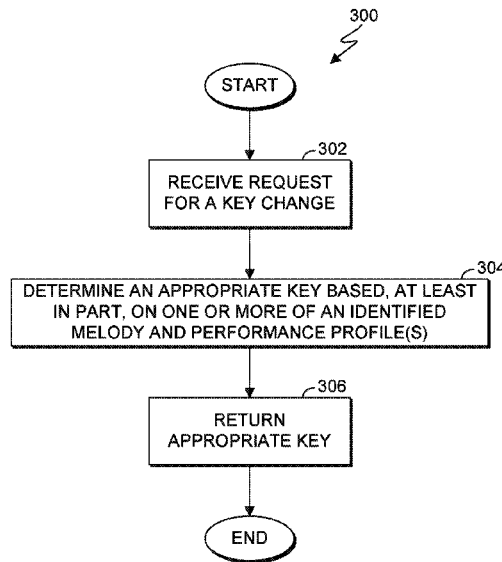 300
START
302
RECEIVE REQUEST
FOR A KEY CHANGE
304
DETERMINE AN APPROPRIATE KEY BASED, AT LEAST
IN PART, ON ONE OR MORE OF AN IDENTIFIED
MELODY AND PERFORMANCE PROFILE(S)
306
RETURN
APPROPRIATE KEY
END